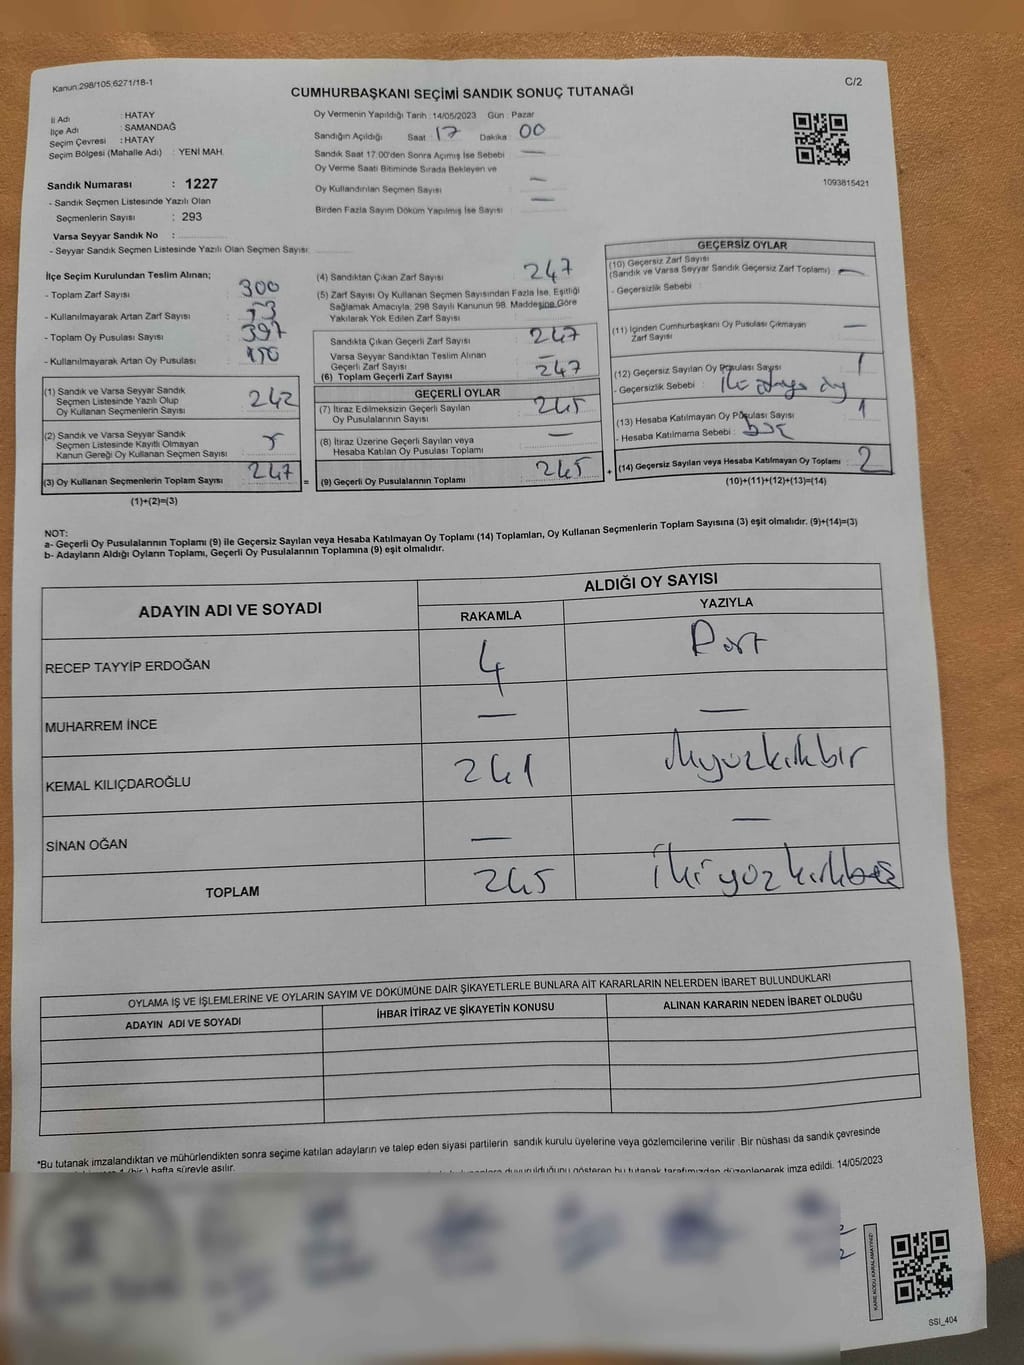 Kanun.298/105,6271/18-1
C/2
CUMHURBAŞKANI SEÇİMİ SANDIK SONUÇ TUTANAĞI
İl Adı : HATAY
İlçe Adı : SAMANDAĞ
Seçim Çevresi : HATAY
Seçim Bölgesi (Mahalle Adı) : YENİ MAH.
Oy Vermenin Yapıldığı Tarih : 14/05/2023 Gün : Pazar
Sandığın Açıldığı Saat : 17 Dakika : 00
Sandık Saat 17:00'den Sonra Açımış İse Sebebi —
Oy Verme Saati Bitiminde Sırada Bekleyen ve
Oy Kullandırılan Seçmen Sayısı —
Birden Fazla Sayım Döküm Yapılmış İse Sayısı —
1093815421
Sandık Numarası : 1227
- Sandık Seçmen Listesinde Yazılı Olan
Seçmenlerin Sayısı : 293
Varsa Seyyar Sandık No :
- Seyyar Sandık Seçmen Listesinde Yazılı Olan Seçmen Sayısı:
İlçe Seçim Kurulundan Teslim Alınan;
- Toplam Zarf Sayısı 300
- Kullanılmayarak Artan Zarf Sayısı 53
- Toplam Oy Pusulası Sayısı 397
- Kullanılmayarak Artan Oy Pusulası 150
(1) Sandık ve Varsa Seyyar Sandık
Seçmen Listesinde Yazılı Olup
Oy Kullanan Seçmenlerin Sayısı 242
(2) Sandık ve Varsa Seyyar Sandık
Seçmen Listesinde Kayıtlı Olmayan
Kanun Gereği Oy Kullanan Seçmen Sayısı 5
(3) Oy Kullanan Seçmenlerin Toplam Sayısı 247
(1)+(2)=(3)
=
(4) Sandıktan Çıkan Zarf Sayısı 247
(5) Zarf Sayısı Oy Kullanan Seçmen Sayısından Fazla İse, Eşitliği
Sağlamak Amacıyla, 298 Sayılı Kanunun 98. Maddesine Göre
Yakılarak Yok Edilen Zarf Sayısı
Sandıkta Çıkan Geçerli Zarf Sayısı 247
Varsa Seyyar Sandıktan Teslim Alınan
Geçerli Zarf Sayısı —
(6) Toplam Geçerli Zarf Sayısı 247
GEÇERLİ OYLAR
(7) İtiraz Edilmeksizin Geçerli Sayılan
Oy Pusulalarının Sayısı 245
(8) İtiraz Üzerine Geçerli Sayılan veya
Hesaba Katılan Oy Pusulası Toplamı —
(9) Geçerli Oy Pusulalarının Toplamı 245
+
GEÇERSİZ OYLAR
(10) Geçersiz Zarf Sayısı
(Sandık ve Varsa Seyyar Sandık Geçersiz Zarf Toplamı) —
- Geçersizlik Sebebi :
(11) İçinden Cumhurbaşkanı Oy Pusulası Çıkmayan
Zarf Sayısı —
(12) Geçersiz Sayılan Oy Pusulası Sayısı 1
- Geçersizlik Sebebi : iki adaya oy
(13) Hesaba Katılmayan Oy Pusulası Sayısı 1
- Hesaba Katılmama Sebebi : boş
(14) Geçersiz Sayılan veya Hesaba Katılmayan Oy Toplamı 2
(10)+(11)+(12)+(13)=(14)
NOT:
a- Geçerli Oy Pusulalarının Toplamı (9) ile Geçersiz Sayılan veya Hesaba Katılmayan Oy Toplamı (14) Toplamları, Oy Kullanan Seçmenlerin Toplam Sayısına (3) eşit olmalıdır. (9)+(14)=(3)
b- Adayların Aldığı Oyların Toplamı, Geçerli Oy Pusulalarının Toplamına (9) eşit olmalıdır.
ADAYIN ADI VE SOYADI
ALDIĞI OY SAYISI
RAKAMLA YAZIYLA
RECEP TAYYİP ERDOĞAN 4 Dört
MUHARREM İNCE — —
KEMAL KILIÇDAROĞLU 241 ikiyüzkırkbir
SİNAN OĞAN — —
TOPLAM 245 ikiyüzkırkbeş
OYLAMA İŞ VE İŞLEMLERİNE VE OYLARIN SAYIM VE DÖKÜMÜNE DAİR ŞİKAYETLERLE BUNLARA AİT KARARLARIN NELERDEN İBARET BULUNDUKLARI
ADAYIN ADI VE SOYADI İHBAR İTİRAZ VE ŞİKAYETİN KONUSU ALINAN KARARIN NEDEN İBARET OLDUĞU
*Bu tutanak imzalandıktan ve mühürlendikten sonra seçime katılan adayların ve talep eden siyasi partilerin sandık kurulu üyelerine veya gözlemcilerine verilir .Bir nüshası da sandık çevresinde
(bir ) hafta süreyle asılır.
duyurulduğunu gösteren bu tutanak tarafımızdan düzenlenerek imza edildi. 14/05/2023
KARE KODU KARALAMAYINIZ!
SSİ_404